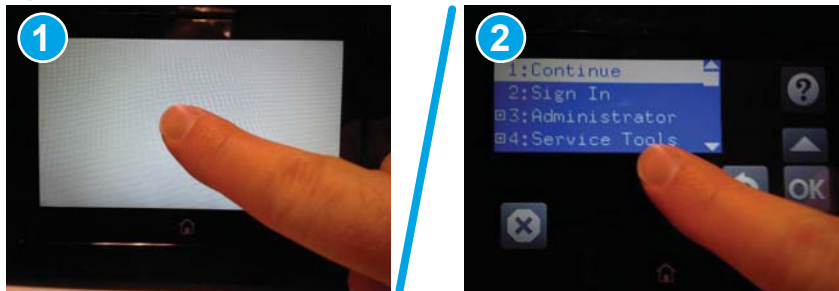 1
2
1:Continue
2:Sign In
3:Administrator
4:Service Tools
?
OK